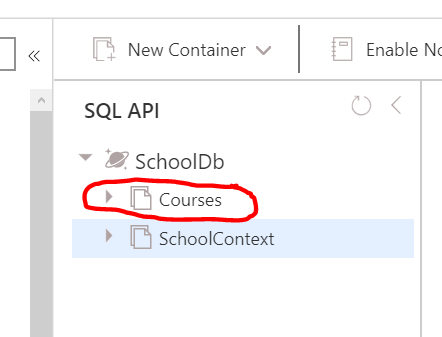 «
New Container
Enable No
SQL API
SchoolDb
Courses
SchoolContext